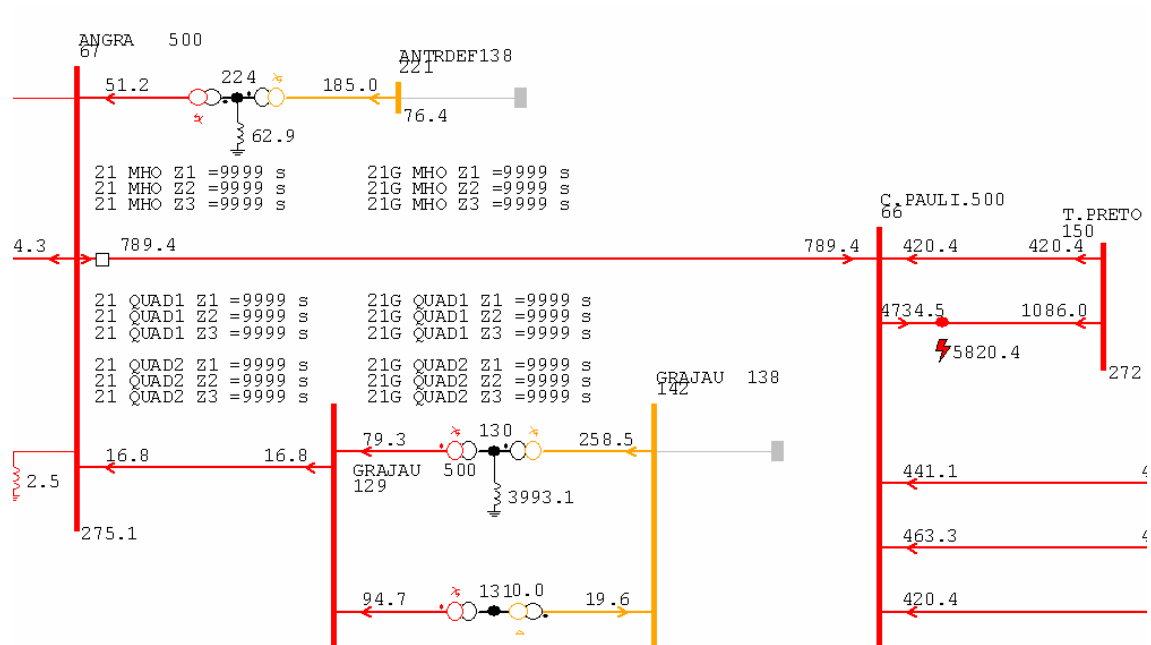 ANGRA 500
67
ANTRDEF138
221
51.2
224
185.0
76.4
62.9
21 MHO Z1 =9999 s
21 MHO Z2 =9999 s
21 MHO Z3 =9999 s
21G MHO Z1 =9999 s
21G MHO Z2 =9999 s
21G MHO Z3 =9999 s
C.PAULI.500
66
T.PRETO
150
4.3
789.4
789.4
420.4
420.4
21 QUAD1 Z1 =9999 s
21 QUAD1 Z2 =9999 s
21 QUAD1 Z3 =9999 s
21G QUAD1 Z1 =9999 s
21G QUAD1 Z2 =9999 s
21G QUAD1 Z3 =9999 s
4734.5
1086.0
5820.4
21 QUAD2 Z1 =9999 s
21 QUAD2 Z2 =9999 s
21 QUAD2 Z3 =9999 s
21G QUAD2 Z1 =9999 s
21G QUAD2 Z2 =9999 s
21G QUAD2 Z3 =9999 s
GRAJAU 138
142
272
16.8
16.8
79.3
130
258.5
GRAJAU 500
129
2.5
3993.1
441.1
275.1
463.3
94.7
131
0.0
19.6
420.4